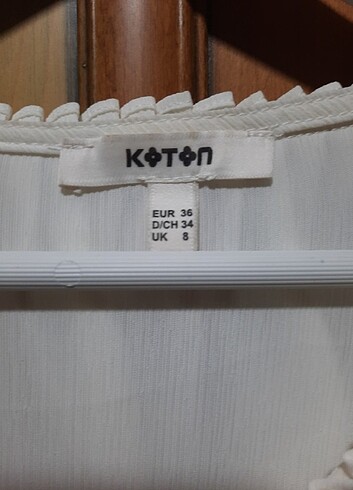 KOTON
EUR 36
D/CH 34
UK 8